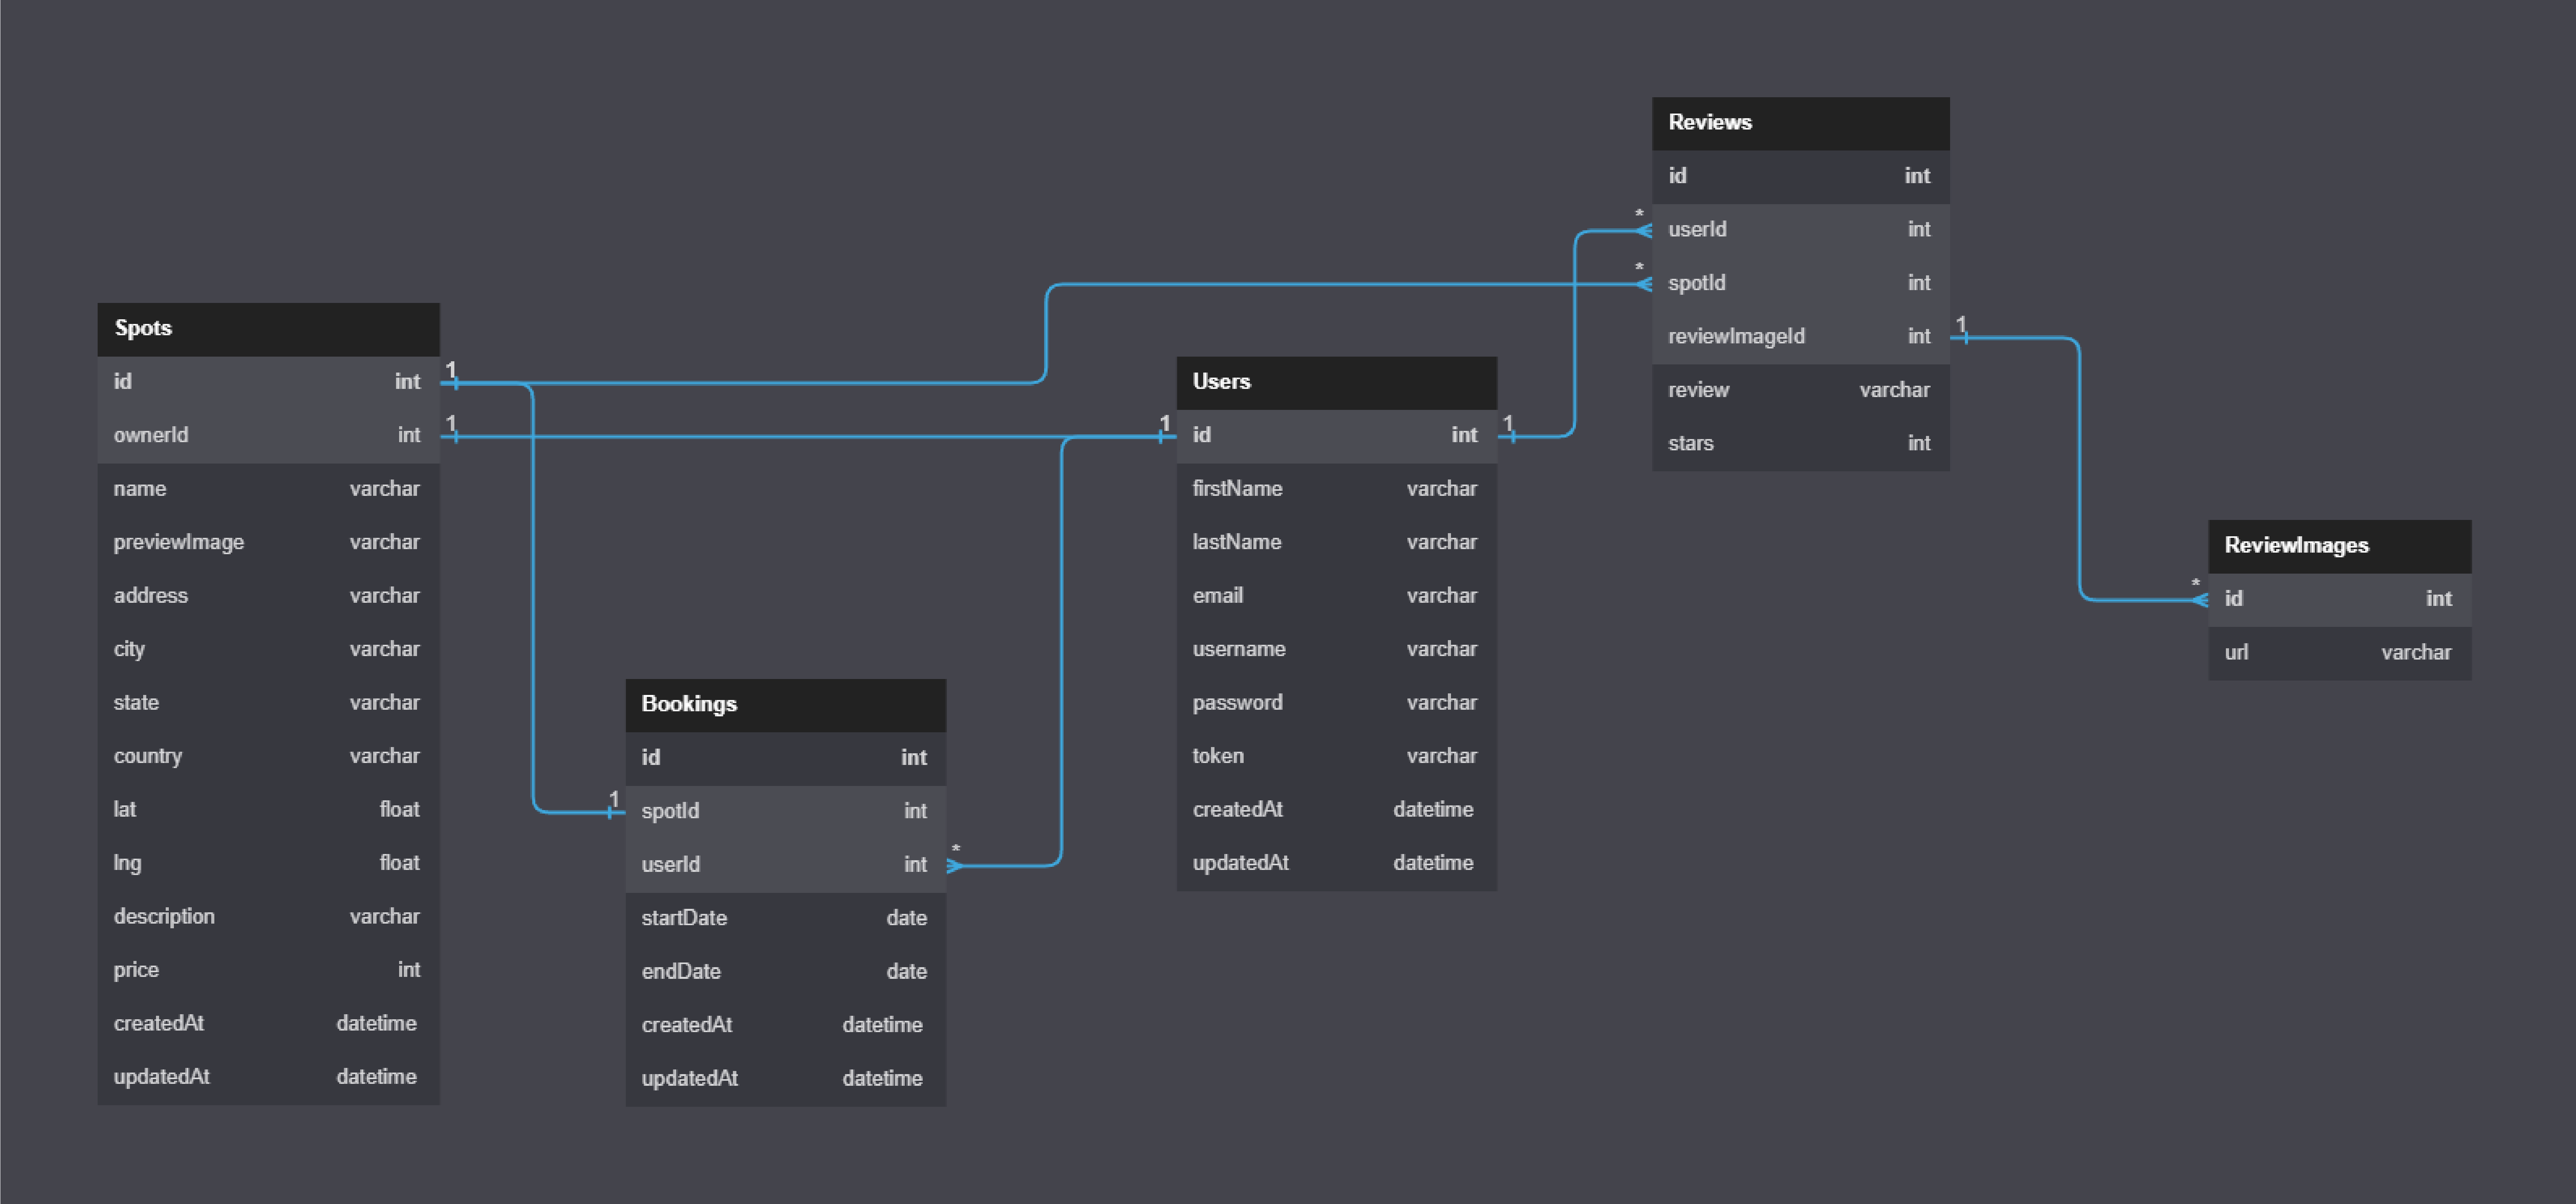 Spots
id int 1
ownerId int 1
name varchar
previewImage varchar
address varchar
city varchar
state varchar
country varchar
lat float
lng float
description varchar
price int
createdAt datetime
updatedAt datetime
Bookings
id int
1 spotId int
userId int *
startDate date
endDate date
createdAt datetime
updatedAt datetime
Users
1 id int 1
firstName varchar
lastName varchar
email varchar
username varchar
password varchar
token varchar
createdAt datetime
updatedAt datetime
Reviews
id int
* userId int
* spotId int
reviewImageId int 1
review varchar
stars int
ReviewImages
* id int
url varchar